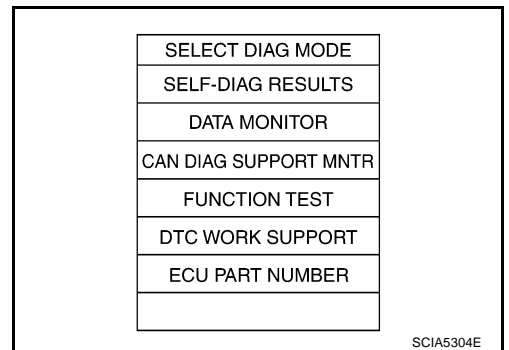 SELECT DIAG MODE
SELF-DIAG RESULTS
DATA MONITOR
CAN DIAG SUPPORT MNTR
FUNCTION TEST
DTC WORK SUPPORT
ECU PART NUMBER
SCIA5304E